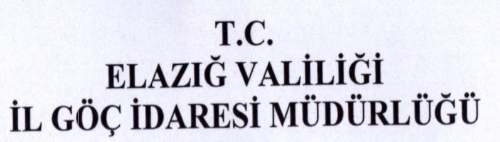 T.C.
ELAZIĞ VALİLİĞİ
İL GÖÇ İDARESİ MÜDÜRLÜĞÜ